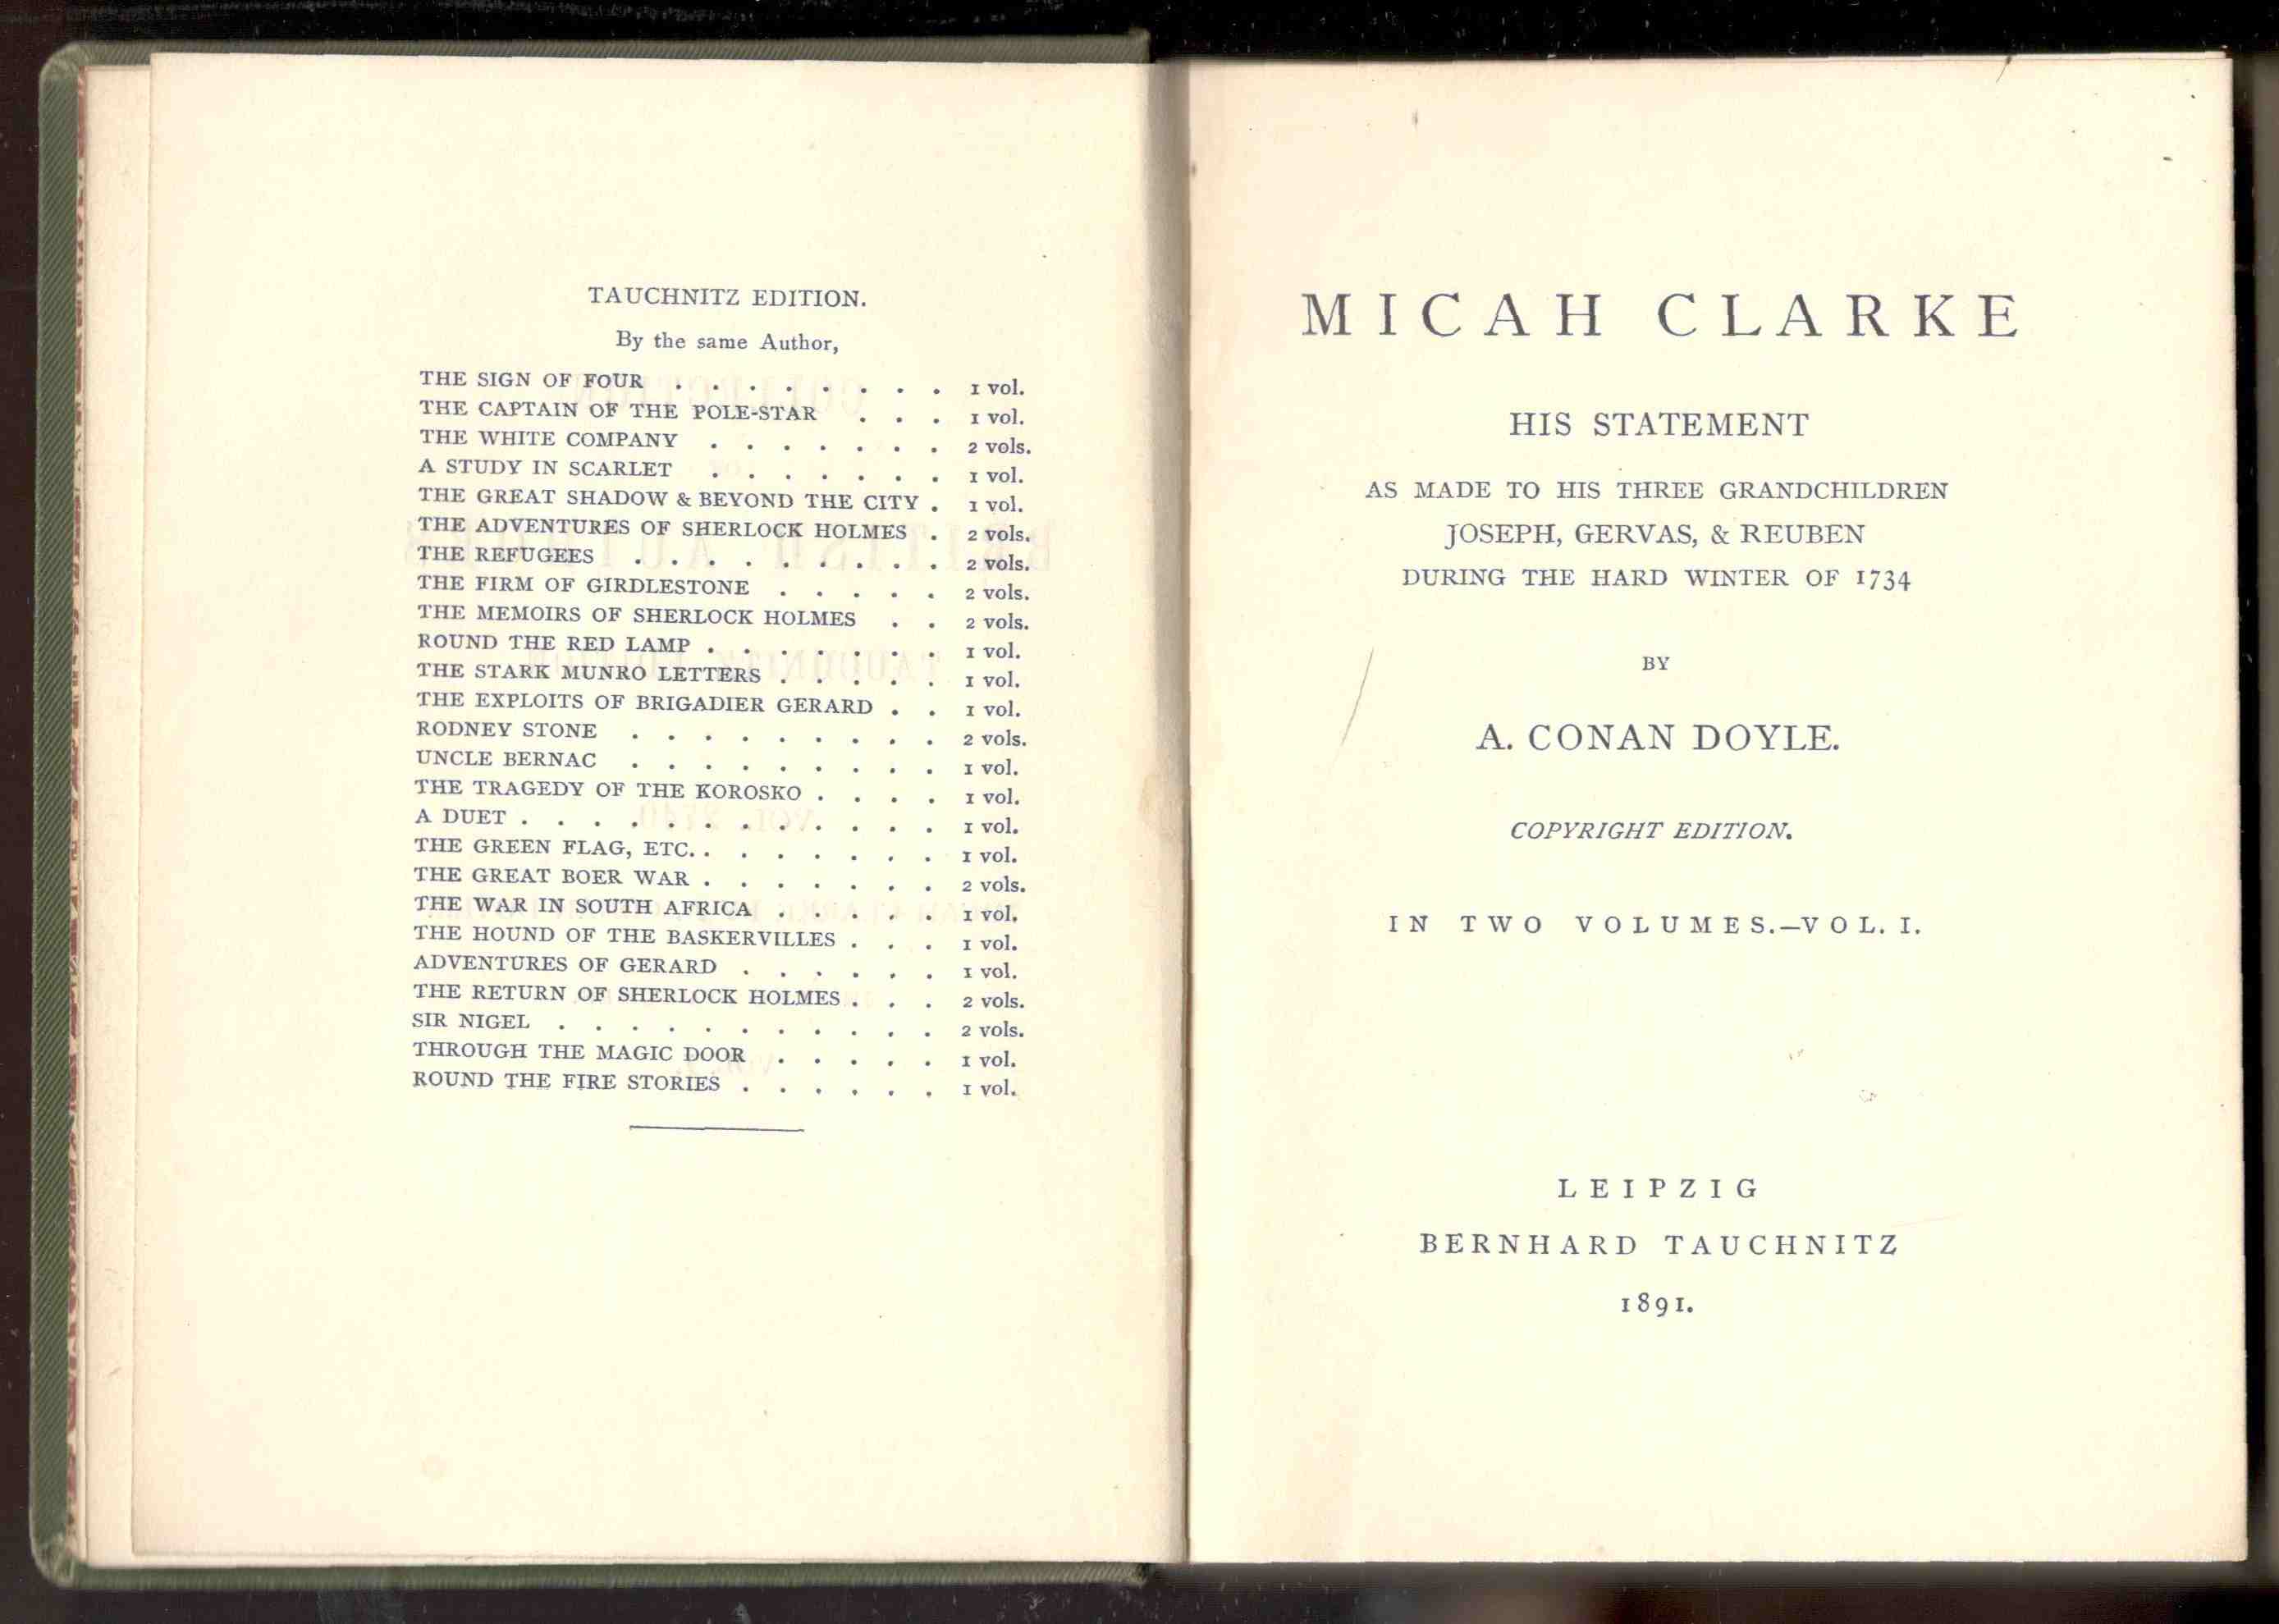 TAUCHNITZ EDITION.
By the same Author,
THE SIGN OF FOUR . . . . . . . . 1 vol.
THE CAPTAIN OF THE POLE-STAR . . . 1 vol.
THE WHITE COMPANY . . . . . . . 2 vols.
A STUDY IN SCARLET . . . . . . . 1 vol.
THE GREAT SHADOW & BEYOND THE CITY . 1 vol.
THE ADVENTURES OF SHERLOCK HOLMES . 2 vols.
THE REFUGEES . . . . . . . . . 2 vols.
THE FIRM OF GIRDLESTONE . . . . . 2 vols.
THE MEMOIRS OF SHERLOCK HOLMES . . 2 vols.
ROUND THE RED LAMP . . . . . . . 1 vol.
THE STARK MUNRO LETTERS . . . . . 1 vol.
THE EXPLOITS OF BRIGADIER GERARD . . 1 vol.
RODNEY STONE . . . . . . . . . 2 vols.
UNCLE BERNAC . . . . . . . . . 1 vol.
THE TRAGEDY OF THE KOROSKO . . . . 1 vol.
A DUET . . . . . . . . . . . . 1 vol.
THE GREEN FLAG, ETC. . . . . . . . 1 vol.
THE GREAT BOER WAR . . . . . . . 2 vols.
THE WAR IN SOUTH AFRICA . . . . . 1 vol.
THE HOUND OF THE BASKERVILLES . . . 1 vol.
ADVENTURES OF GERARD . . . . . . 1 vol.
THE RETURN OF SHERLOCK HOLMES . . . 2 vols.
SIR NIGEL . . . . . . . . . . . 2 vols.
THROUGH THE MAGIC DOOR . . . . . 1 vol.
ROUND THE FIRE STORIES . . . . . . 1 vol.
MICAH CLARKE
HIS STATEMENT
AS MADE TO HIS THREE GRANDCHILDREN
JOSEPH, GERVAS, & REUBEN
DURING THE HARD WINTER OF 1734
BY
A. CONAN DOYLE.
COPYRIGHT EDITION.
IN TWO VOLUMES.—VOL. I.
LEIPZIG
BERNHARD TAUCHNITZ
1891.